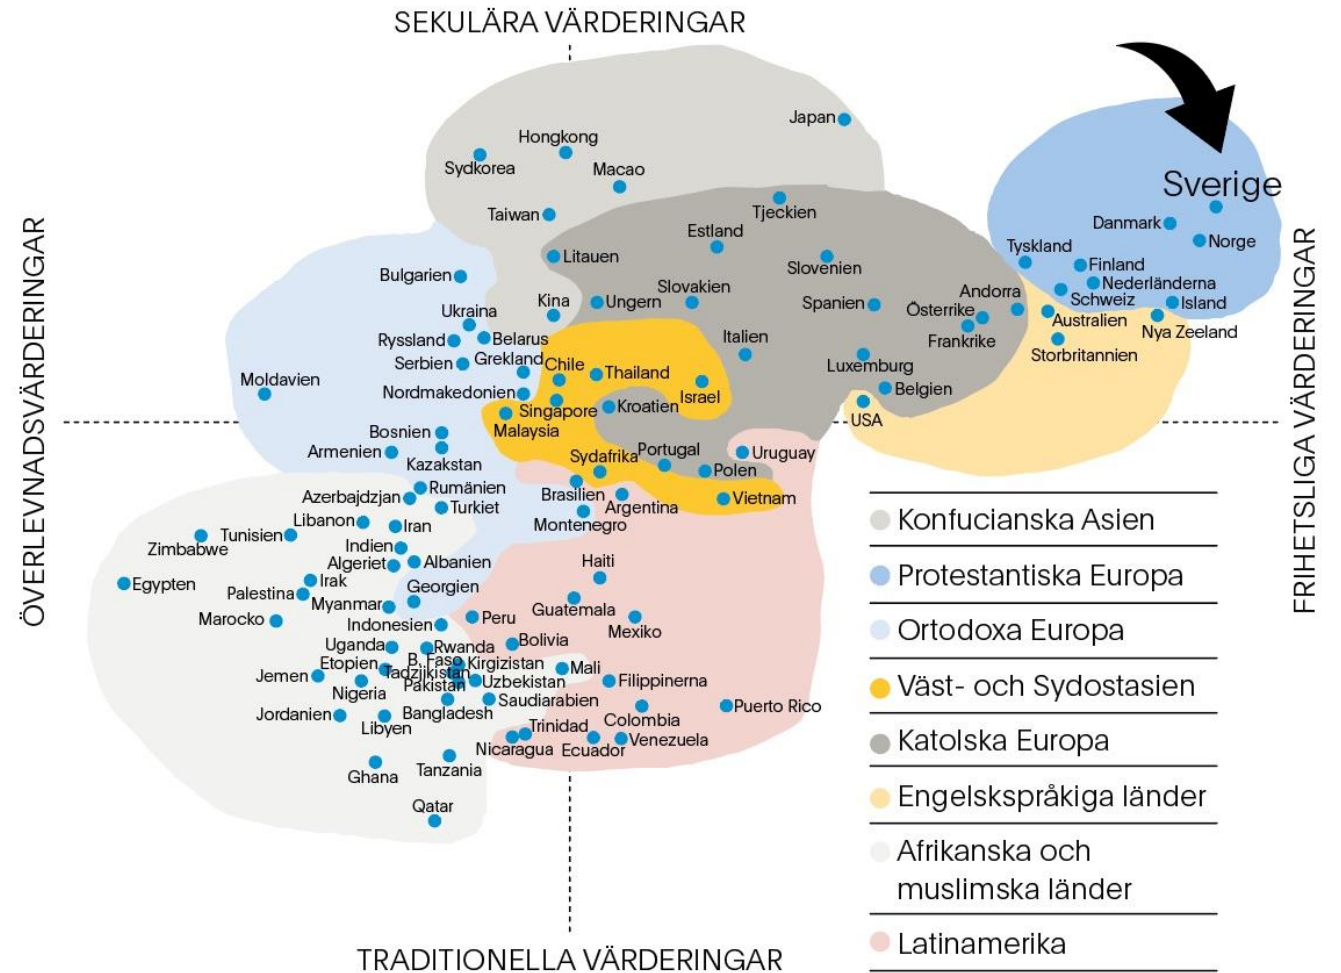 SEKULÄRA VÄRDERINGAR
Japan
Hongkong
Sydkorea
Macao
Taiwan
Tjeckien
Sverige
Danmark
Norge
Estland
Litauen
Slovenien
Tyskland
Finland
Bulgarien
Slovakien
Nederländerna
Kina
Ungern
Spanien
Andorra
Schweiz
Island
Ukraina
Österrike
Australien
Nya Zeeland
Ryssland
Belarus
Italien
Frankrike
Storbritannien
Serbien
Grekland
Chile
Thailand
Luxemburg
Moldavien
Nordmakedonien
Israel
Belgien
Singapore
Kroatien
USA
Malaysia
Bosnien
Armenien
Kazakstan
Sydafrika
Portugal
Uruguay
Polen
Rumänien
Azerbajdzjan
Turkiet
Brasilien
Argentina
Vietnam
Libanon
Iran
Montenegro
Zimbabwe
Tunisien
Indien
Algeriet
Albanien
Haiti
Egypten
Irak
Palestina
Georgien
Myanmar
Guatemala
Marocko
Indonesien
Peru
Mexiko
Uganda
Rwanda
Bolivia
Etopien
B. Faso
Kirgizistan
Mali
Jemen
Tadzjikistan
Pakistan
Uzbekistan
Filippinerna
Nigeria
Saudiarabien
Jordanien
Bangladesh
Colombia
Puerto Rico
Libyen
Trinidad
Nicaragua
Ecuador
Venezuela
Ghana
Tanzania
Qatar
ÖVERLEVNADSVÄRDERINGAR
FRIHETSLIGA VÄRDERINGAR
TRADITIONELLA VÄRDERINGAR
Konfucianska Asien
Protestantiska Europa
Ortodoxa Europa
Väst- och Sydostasien
Katolska Europa
Engelskspråkiga länder
Afrikanska och
muslimska länder
Latinamerika